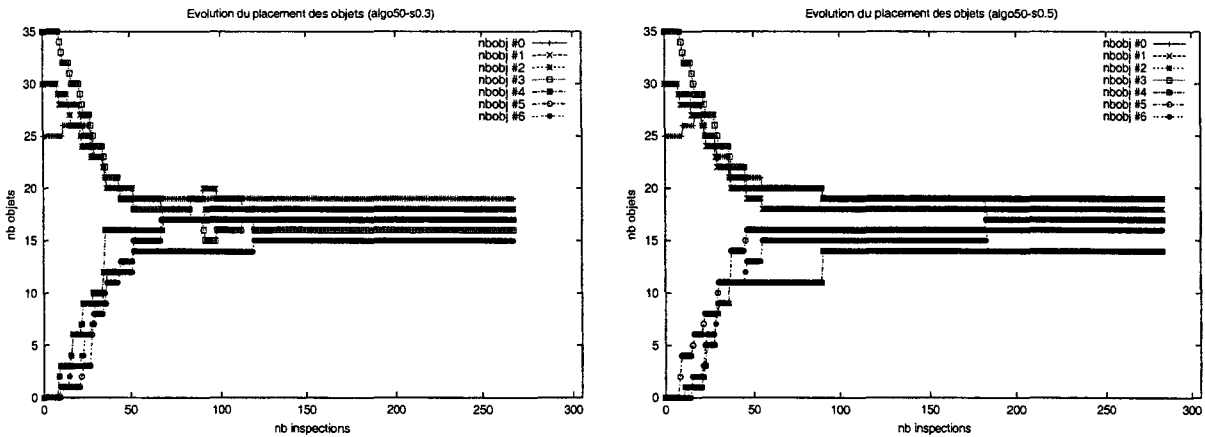 Evolution du placement des objets (algo50-s0.3)
35
30
25
20
15
10
5
0
nb objets
nbobj #0
nbobj #1
nbobj #2
nbobj #3
nbobj #4
nbobj #5
nbobj #6
0 50 100 150 200 250 300
nb inspections
Evolution du placement des objets (algo50-s0.5)
35
30
25
20
15
10
5
0
nb objets
nbobj #0
nbobj #1
nbobj #2
nbobj #3
nbobj #4
nbobj #5
nbobj #6
0 50 100 150 200 250 300
nb inspections